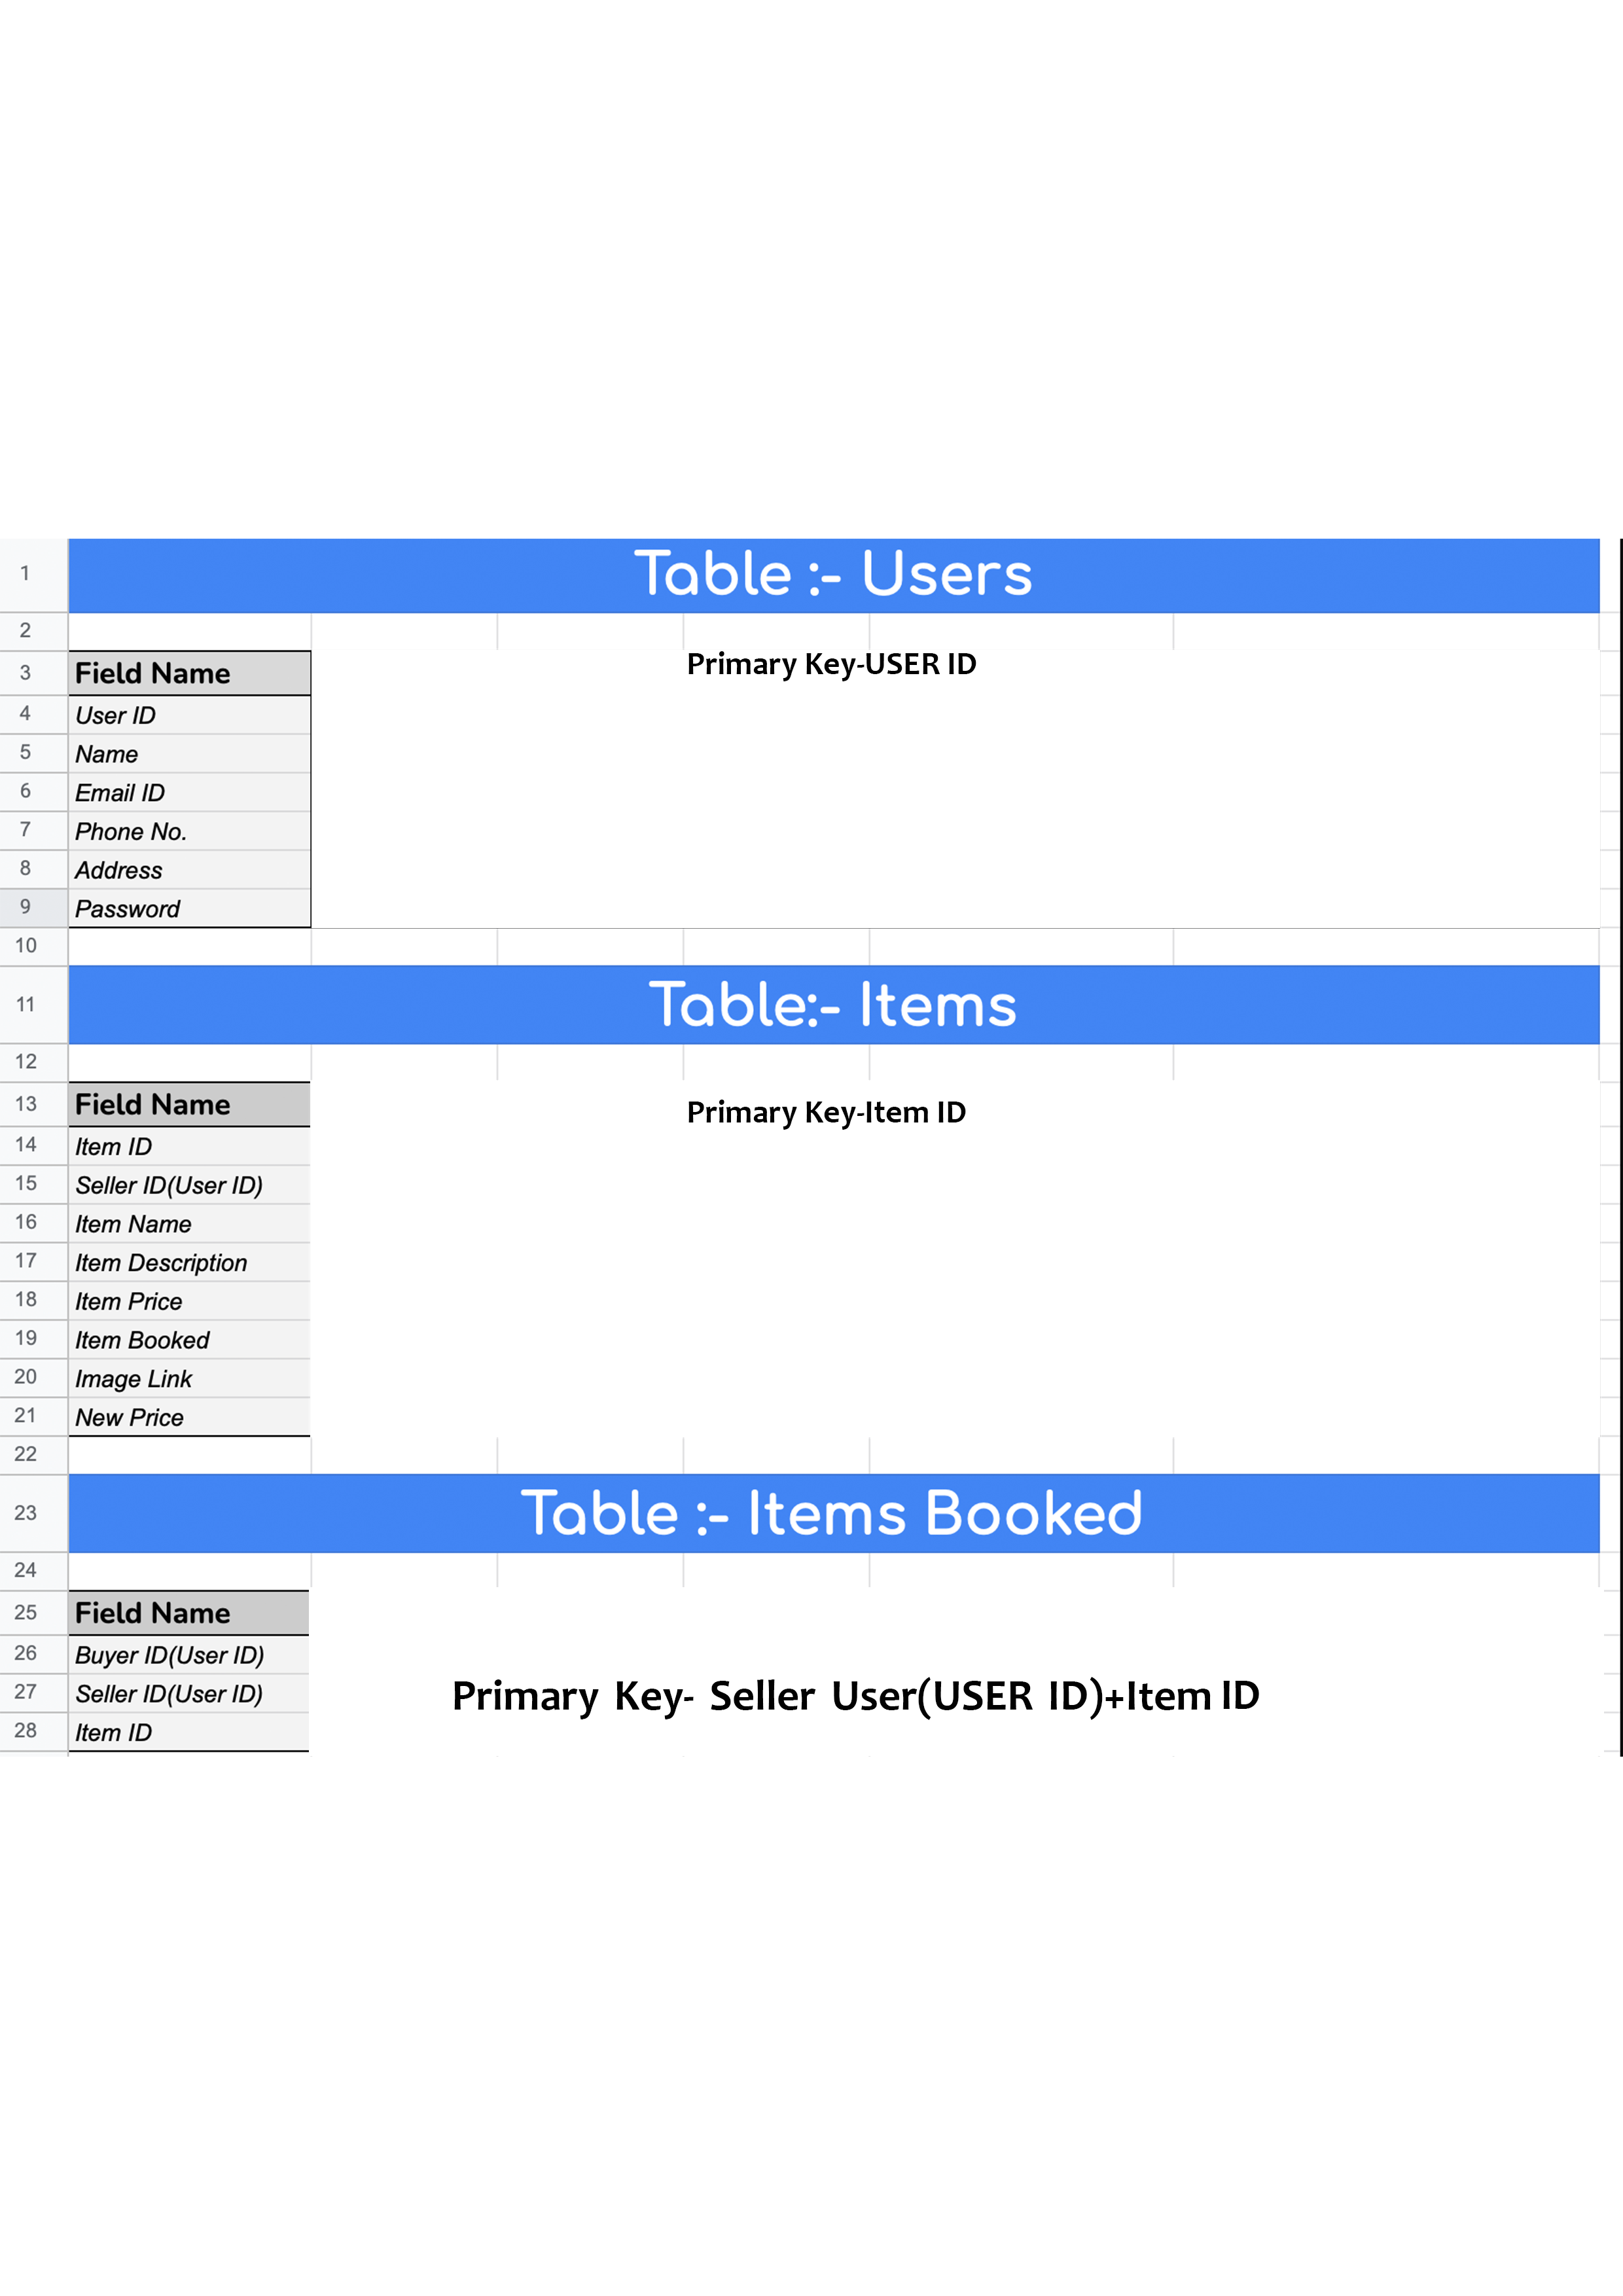 1 Table :- Users
2
3 Field Name Primary Key-USER ID
4 User ID
5 Name
6 Email ID
7 Phone No.
8 Address
9 Password
10
11 Table:- Items
12
13 Field Name Primary Key-Item ID
14 Item ID
15 Seller ID(User ID)
16 Item Name
17 Item Description
18 Item Price
19 Item Booked
20 Image Link
21 New Price
22
23 Table :- Items Booked
24
25 Field Name
26 Buyer ID(User ID)
27 Seller ID(User ID) Primary Key- Seller User(USER ID)+Item ID
28 Item ID